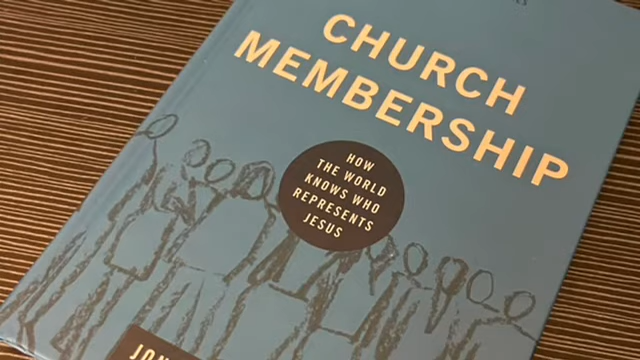 CHURCH
MEMBERSHIP
HOW
THE WORLD
KNOWS WHO
REPRESENTS
JESUS